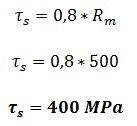 τₛ = 0,8 * Rₘ
τₛ = 0,8 * 500
τₛ = 400 MPa